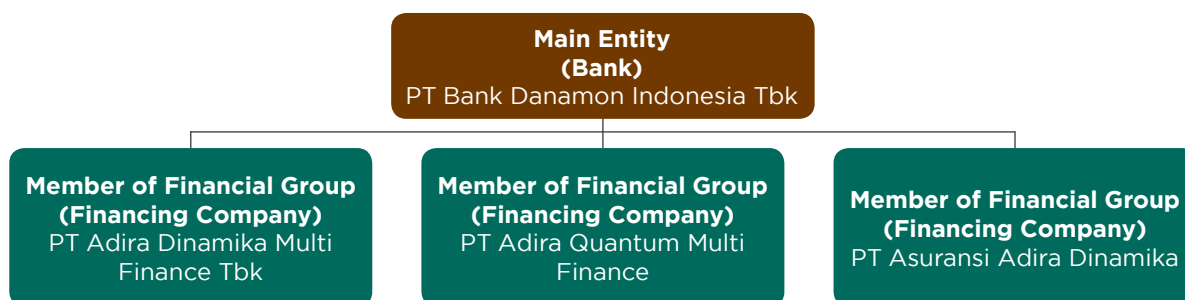 Main Entity
(Bank)
PT Bank Danamon Indonesia Tbk
Member of Financial Group
(Financing Company)
PT Adira Dinamika Multi
Finance Tbk
Member of Financial Group
(Financing Company)
PT Adira Quantum Multi
Finance
Member of Financial Group
(Financing Company)
PT Asuransi Adira Dinamika